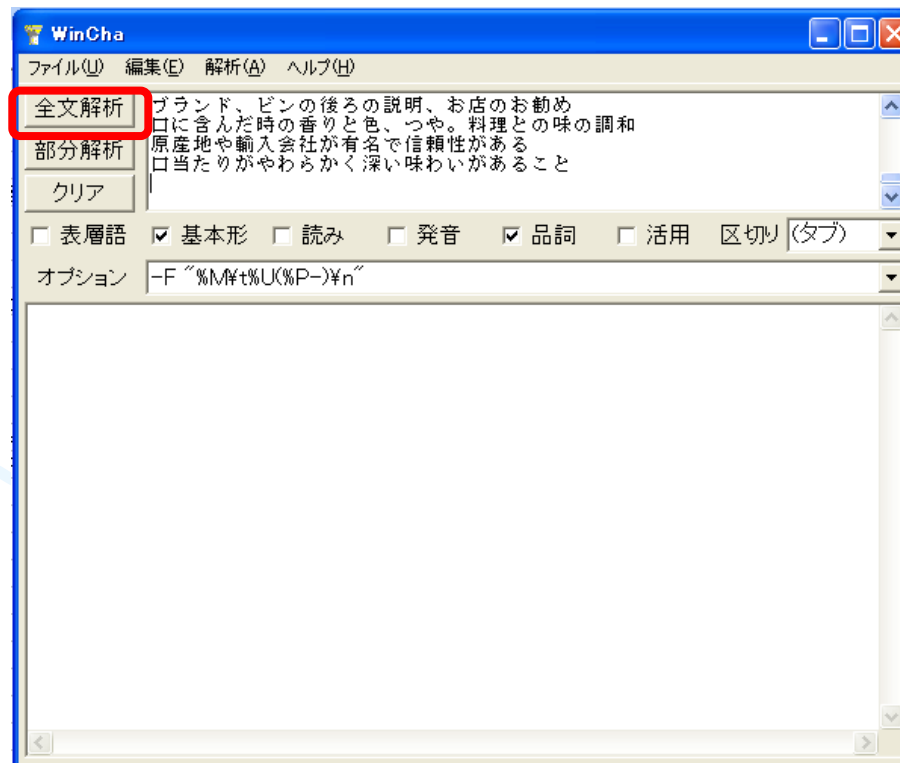 WinCha
ファイル(U) 編集(E) 解析(A) ヘルプ(H)
全文解析
部分解析
クリア
ブランド、ビンの後ろの説明、お店のお勧め
口に含んだ時の香りと色、つや。料理との味の調和
原産地や輸入会社が有名で信頼性がある
口当たりがやわらかく深い味わいがあること
表層語 基本形 読み 発音 品詞 活用 区切り (タブ)
オプション -F ˝%M¥t%U(%P-)¥n˝